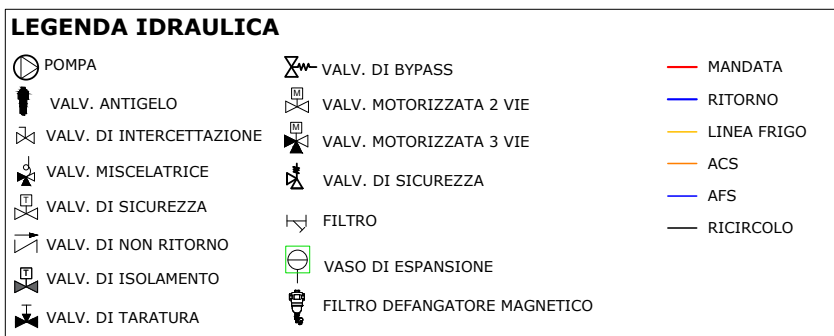 LEGENDA IDRAULICA
POMPA
VALV. ANTIGELO
VALV. DI INTERCETTAZIONE
VALV. MISCELATRICE
T
VALV. DI SICUREZZA
VALV. DI NON RITORNO
T
VALV. DI ISOLAMENTO
VALV. DI TARATURA
VALV. DI BYPASS
M
VALV. MOTORIZZATA 2 VIE
M
VALV. MOTORIZZATA 3 VIE
VALV. DI SICUREZZA
FILTRO
VASO DI ESPANSIONE
FILTRO DEFANGATORE MAGNETICO
MANDATA
RITORNO
LINEA FRIGO
ACS
AFS
RICIRCOLO